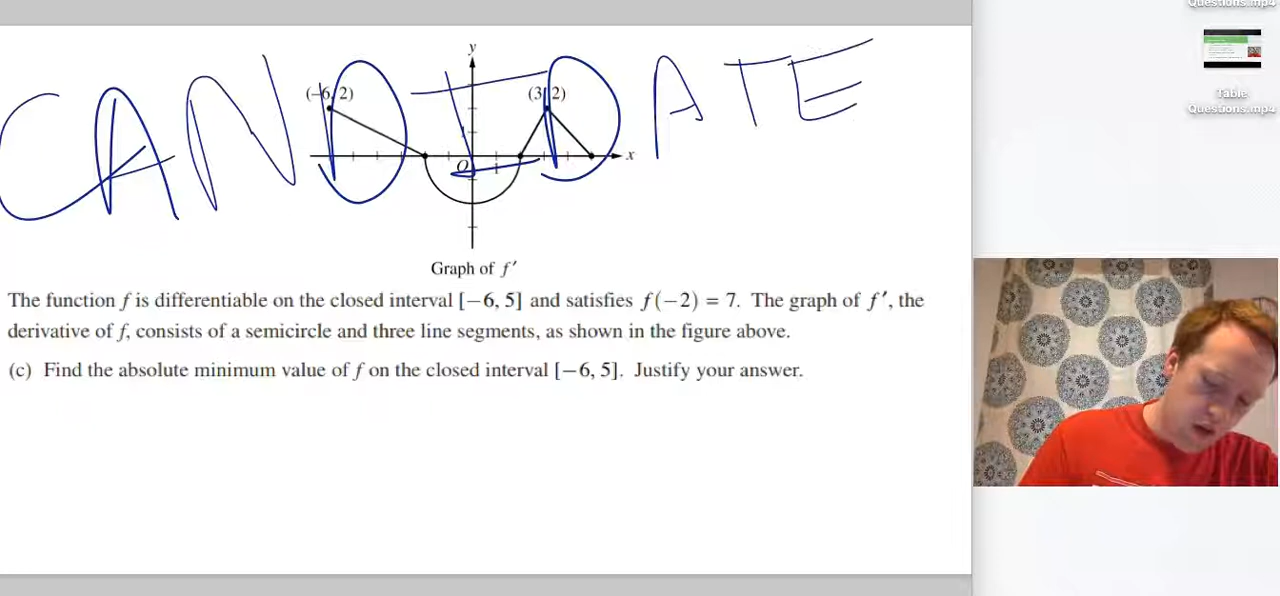 Questions.mp4
CANDIDATE
y
(-6, 2)
(3, 2)
O
x
Table
Questions.mp4
Graph of f′
The function f is differentiable on the closed interval [−6, 5] and satisfies f(−2) = 7. The graph of f′, the
derivative of f, consists of a semicircle and three line segments, as shown in the figure above.
(c) Find the absolute minimum value of f on the closed interval [−6, 5]. Justify your answer.